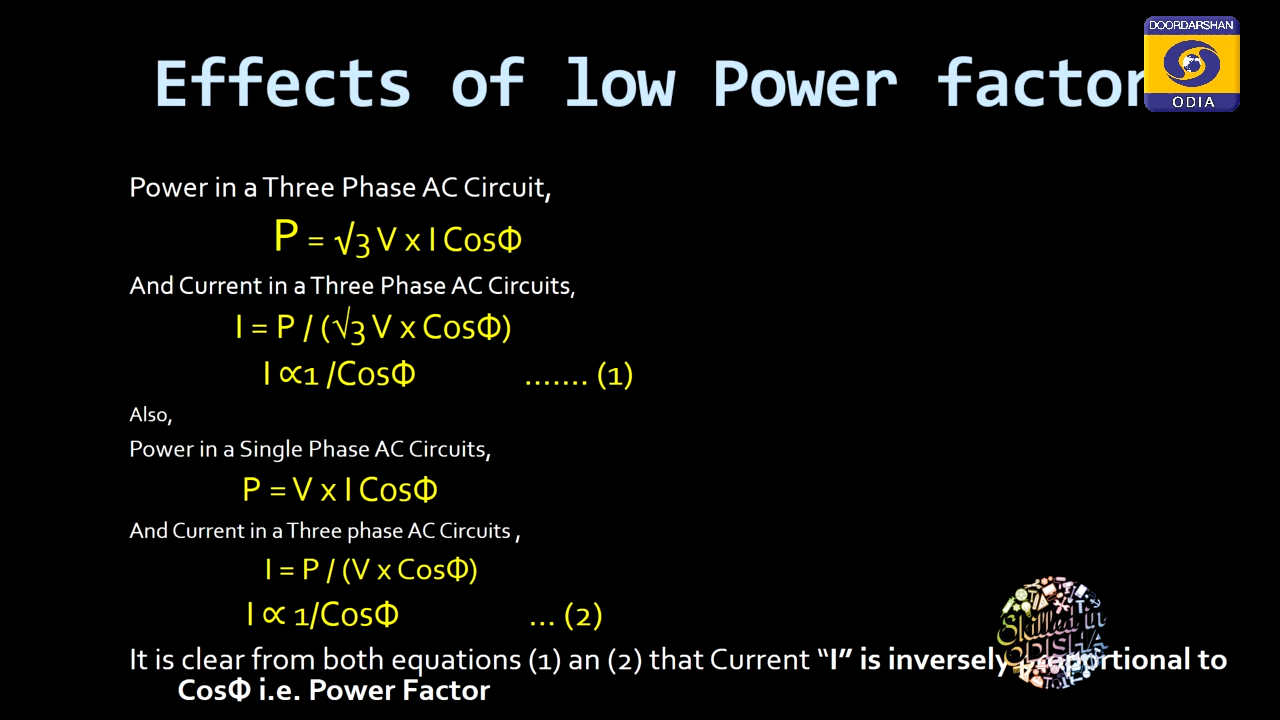 DOORDARSHAN
ODIA
Effects of low Power factor
Power in a Three Phase AC Circuit,
P = √3 V x I CosΦ
And Current in a Three Phase AC Circuits,
I = P / (√3 V x CosΦ)
I ∝1 /CosΦ ....... (1)
Also,
Power in a Single Phase AC Circuits,
P = V x I CosΦ
And Current in a Three phase AC Circuits ,
I = P / (V x CosΦ)
I ∝ 1/CosΦ ... (2)
It is clear from both equations (1) an (2) that Current “I” is inversely proportional to
CosΦ i.e. Power Factor
Skilled in
ODISHA